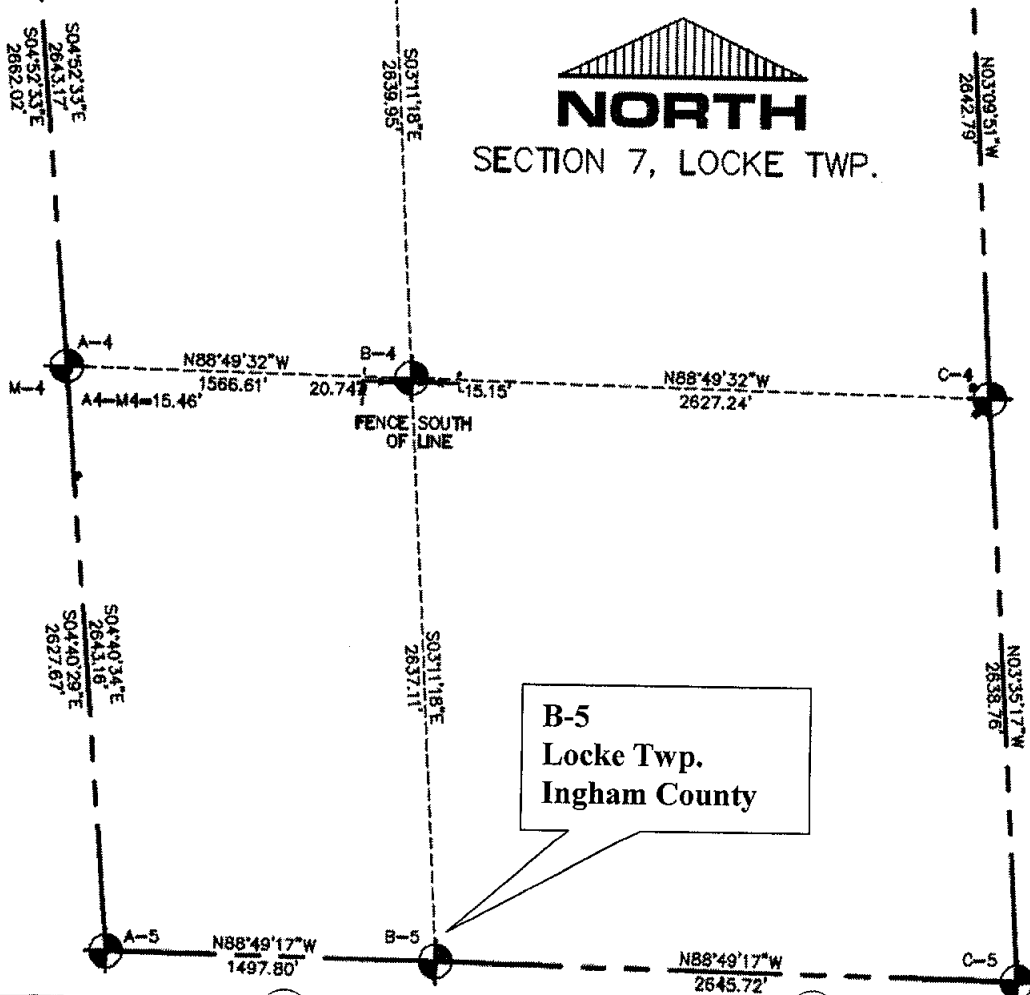 S04°52'33"E
2643.17'
S04°52'33"E
2662.02'
S03°11'18"E
2639.95'
NORTH
SECTION 7, LOCKE TWP.
N03°09'51"W
2642.79'
A-4
M-4
A4-M4=15.46'
N88°49'32"W
1566.61'
B-4
20.74'
15.15'
FENCE SOUTH
OF LINE
N88°49'32"W
2627.24'
C-4
S04°40'34"E
2643.16'
S04°40'29"E
2627.67'
S03°11'18"E
2637.11'
N03°35'17"W
2638.76'
B-5
Locke Twp.
Ingham County
A-5
N88°49'17"W
1497.80'
B-5
N88°49'17"W
2645.72'
C-5